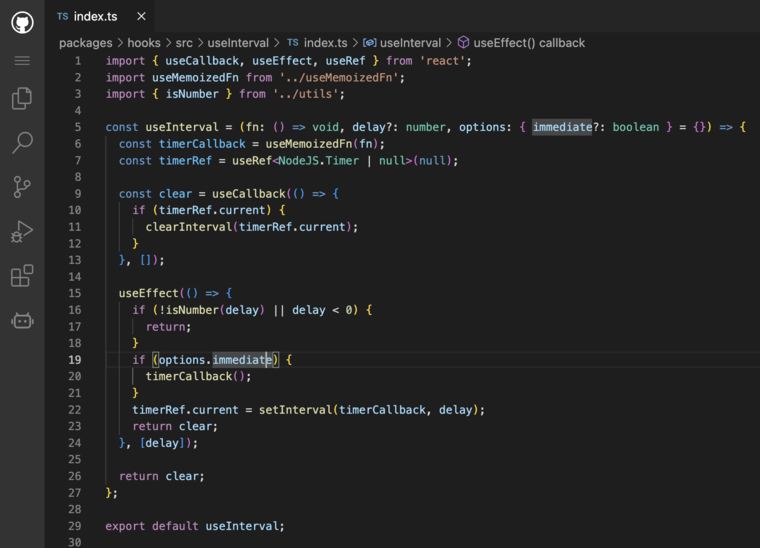 TS index.ts ×
packages > hooks > src > useInterval > TS index.ts > useInterval > useEffect() callback
1 import { useCallback, useEffect, useRef } from 'react';
2 import useMemoizedFn from '../useMemoizedFn';
3 import { isNumber } from '../utils';
4
5 const useInterval = (fn: () => void, delay?: number, options: { immediate?: boolean } = {}) => {
6   const timerCallback = useMemoizedFn(fn);
7   const timerRef = useRef<NodeJS.Timer | null>(null);
8
9   const clear = useCallback(() => {
10     if (timerRef.current) {
11       clearInterval(timerRef.current);
12     }
13   }, []);
14
15   useEffect(() => {
16     if (!isNumber(delay) || delay < 0) {
17       return;
18     }
19     if (options.immediate) {
20       timerCallback();
21     }
22     timerRef.current = setInterval(timerCallback, delay);
23     return clear;
24   }, [delay]);
25
26   return clear;
27 };
28
29 export default useInterval;
30